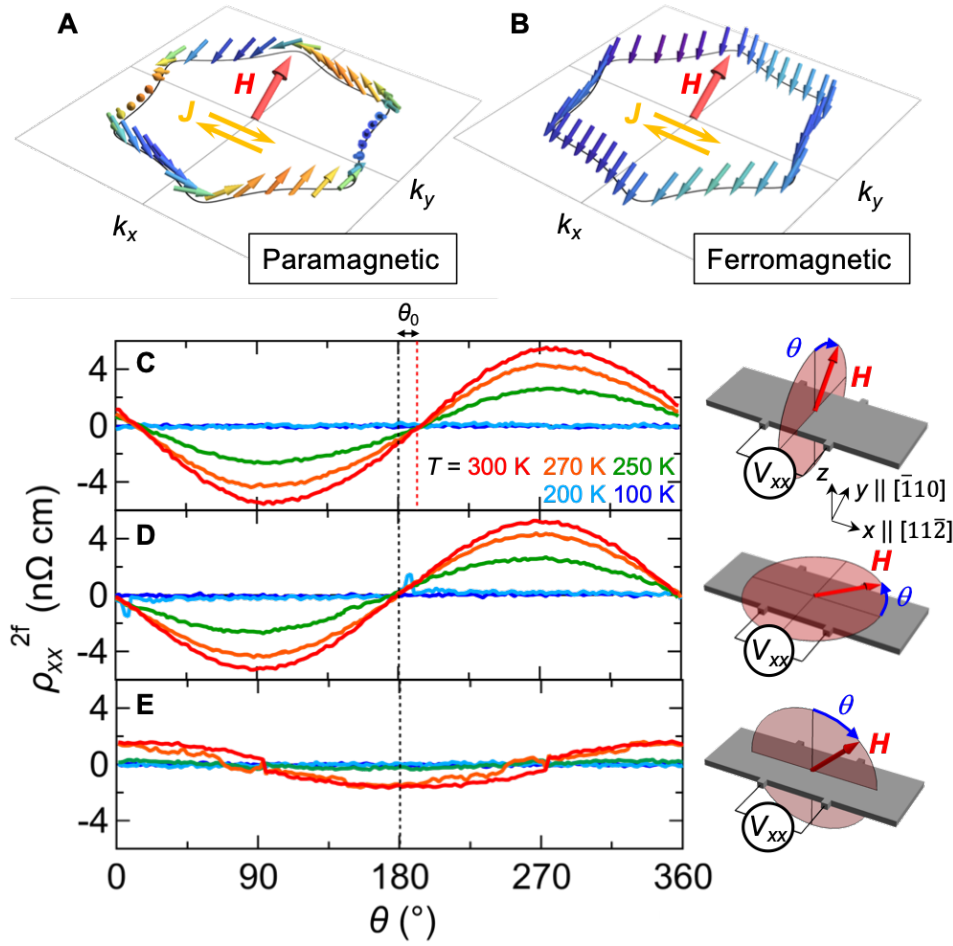 A
B
H
H
J
J
k_x
k_y
k_x
k_y
Paramagnetic
Ferromagnetic
θ₀
C
4
0
-4
T = 300 K 270 K 250 K
200 K 100 K
θ
H
V_xx
z
y || [1̅10]
x || [112̅]
D
4
0
-4
H
θ
V_xx
E
4
0
-4
θ
H
V_xx
ρ_xx^2f (nΩ cm)
0 90 180 270 360
θ (°)